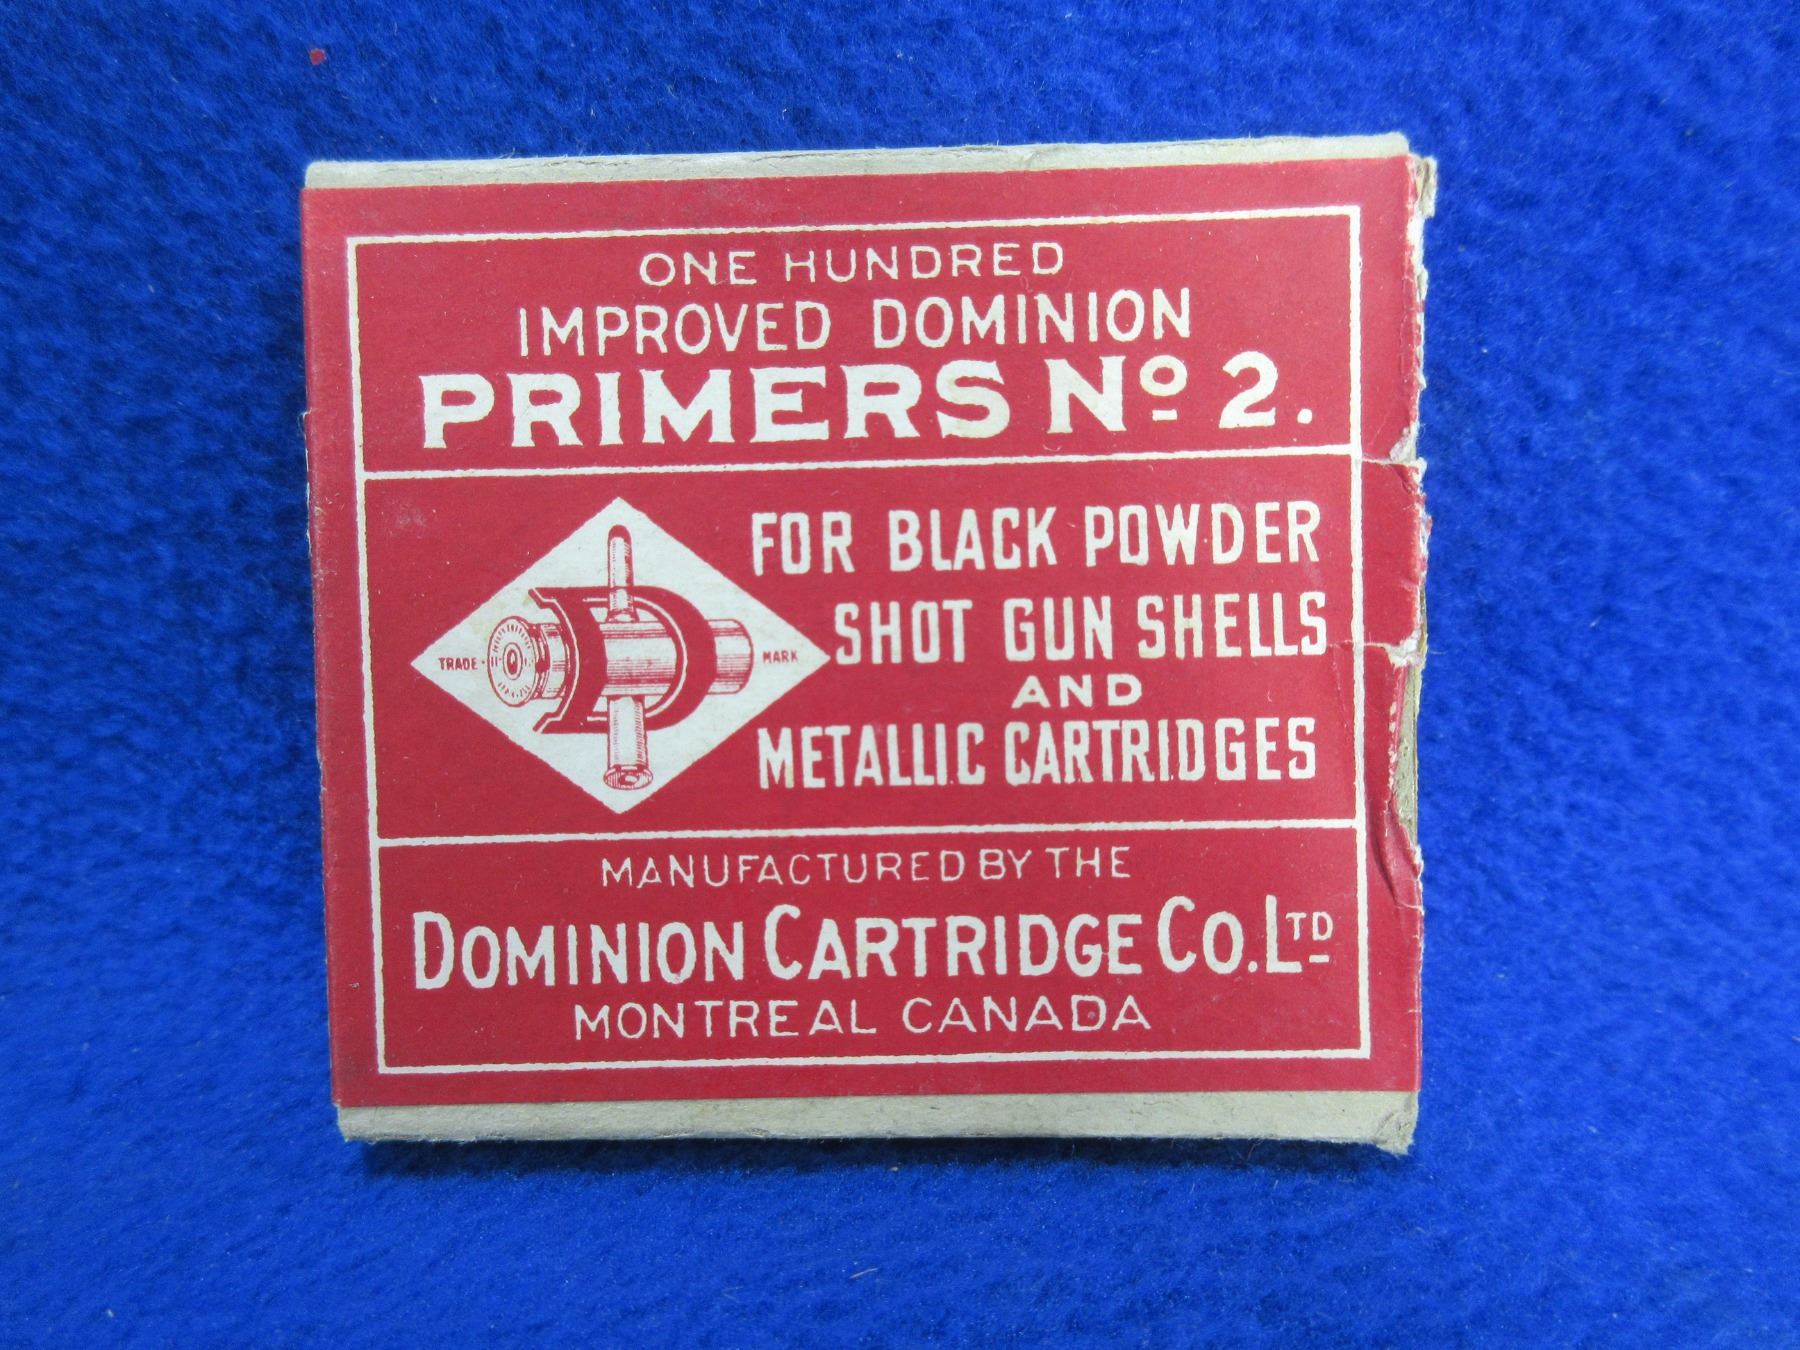 ONE HUNDRED
IMPROVED DOMINION
PRIMERS Nº 2.
FOR BLACK POWDER
SHOT GUN SHELLS
AND
METALLIC CARTRIDGES
TRADE MARK
D
MANUFACTURED BY THE
DOMINION CARTRIDGE CO. LTD
MONTREAL CANADA